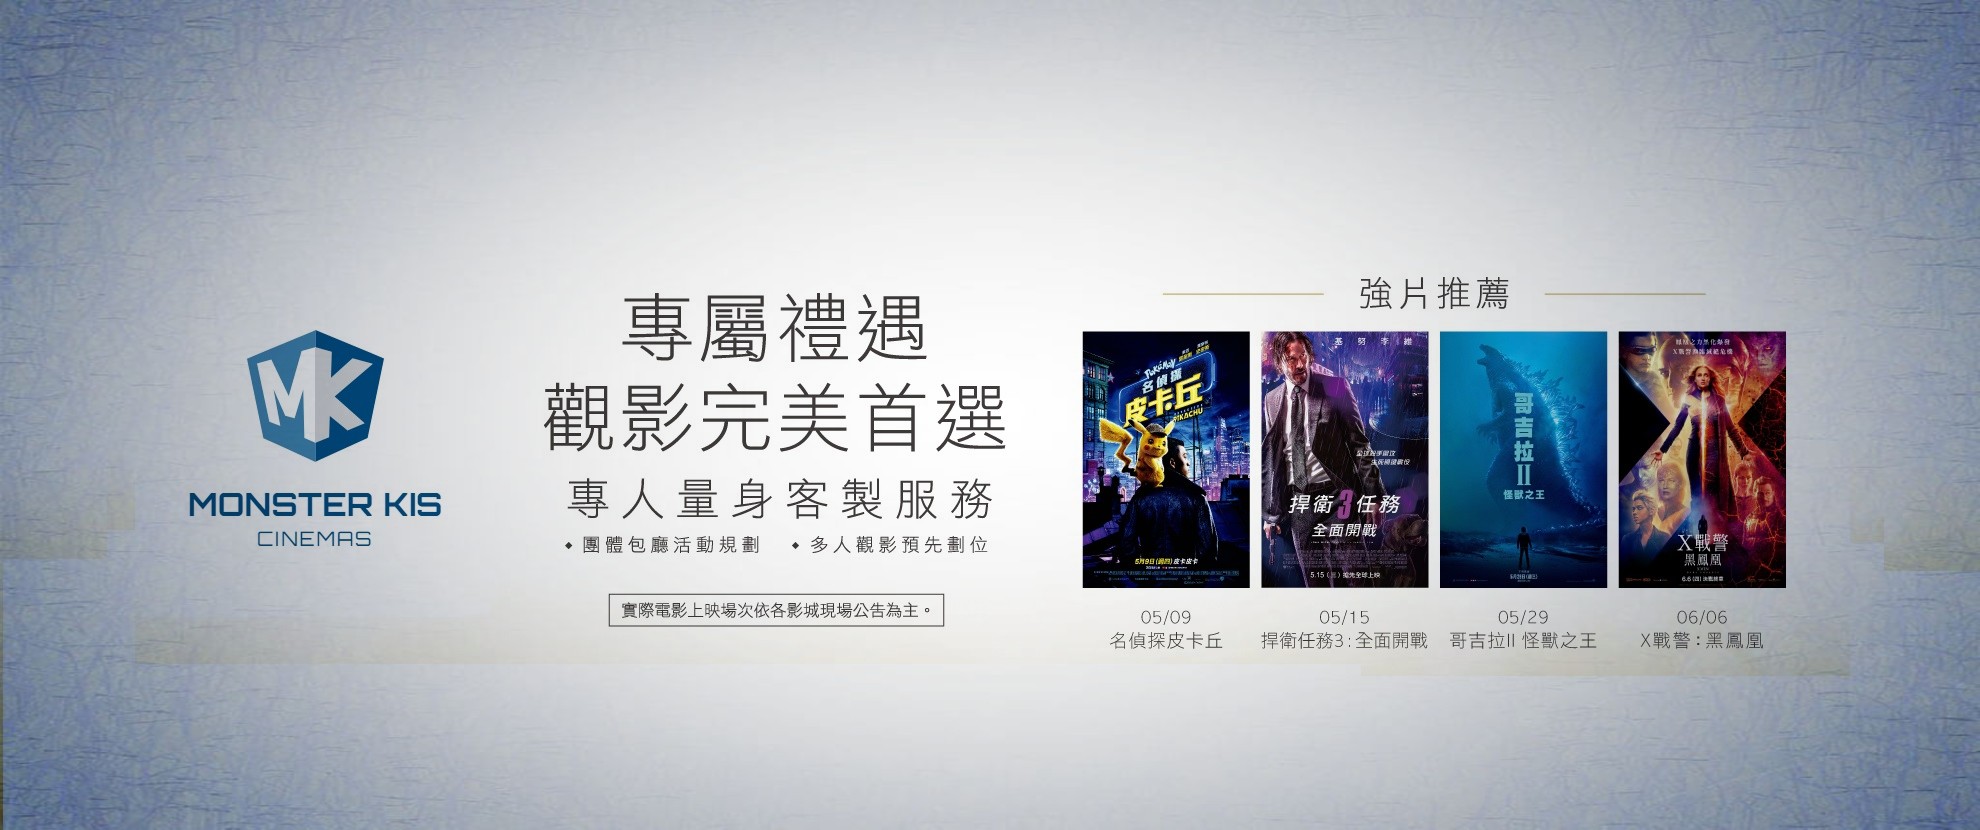 MK
MONSTER KIS
CINEMAS
專屬禮遇
觀影完美首選
專人量身客製服務
◆ 團體包廳活動規劃 ◆ 多人觀影預先劃位
實際電影上映場次依各影城現場公告為主。
強片推薦
POKÉMON
名偵探
皮卡丘
PIKACHU
5月9日(週四) 皮卡皮卡
05/09
名偵探皮卡丘
基努李維
捍衛3任務
全面開戰
5.15 (三) 搶先全球上映
05/15
捍衛任務3:全面開戰
哥吉拉
II
怪獸之王
05/29
哥吉拉II 怪獸之王
X戰警
黑鳳凰
6.6 (四) 決戰終章
06/06
X戰警:黑鳳凰